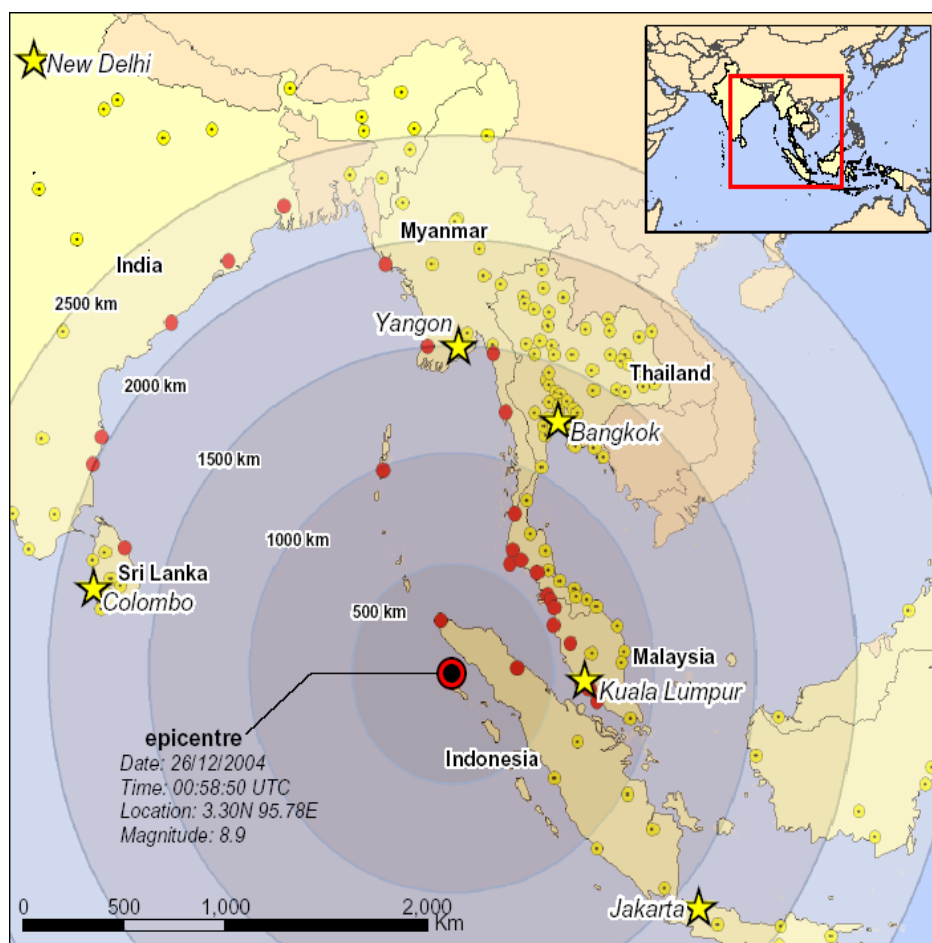 New Delhi
Myanmar
India
2500 km
Yangon
Thailand
2000 km
Bangkok
1500 km
1000 km
Sri Lanka
Colombo
500 km
Malaysia
Kuala Lumpur
epicentre
Date: 26/12/2004
Time: 00:58:50 UTC
Location: 3.30N 95.78E
Magnitude: 8.9
Indonesia
Jakarta
0 500 1,000 2,000
Km